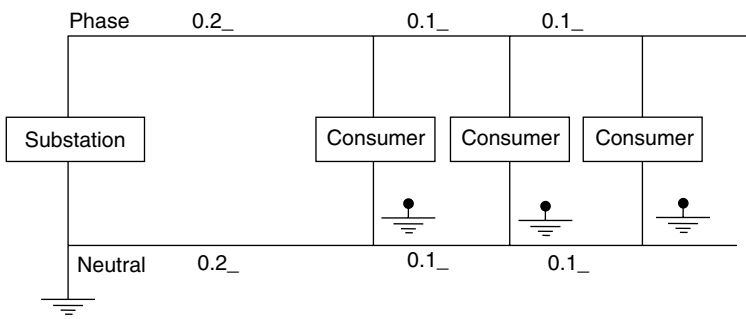 Phase 0.2_ 0.1_ 0.1_
Substation Consumer Consumer Consumer
Neutral 0.2_ 0.1_ 0.1_